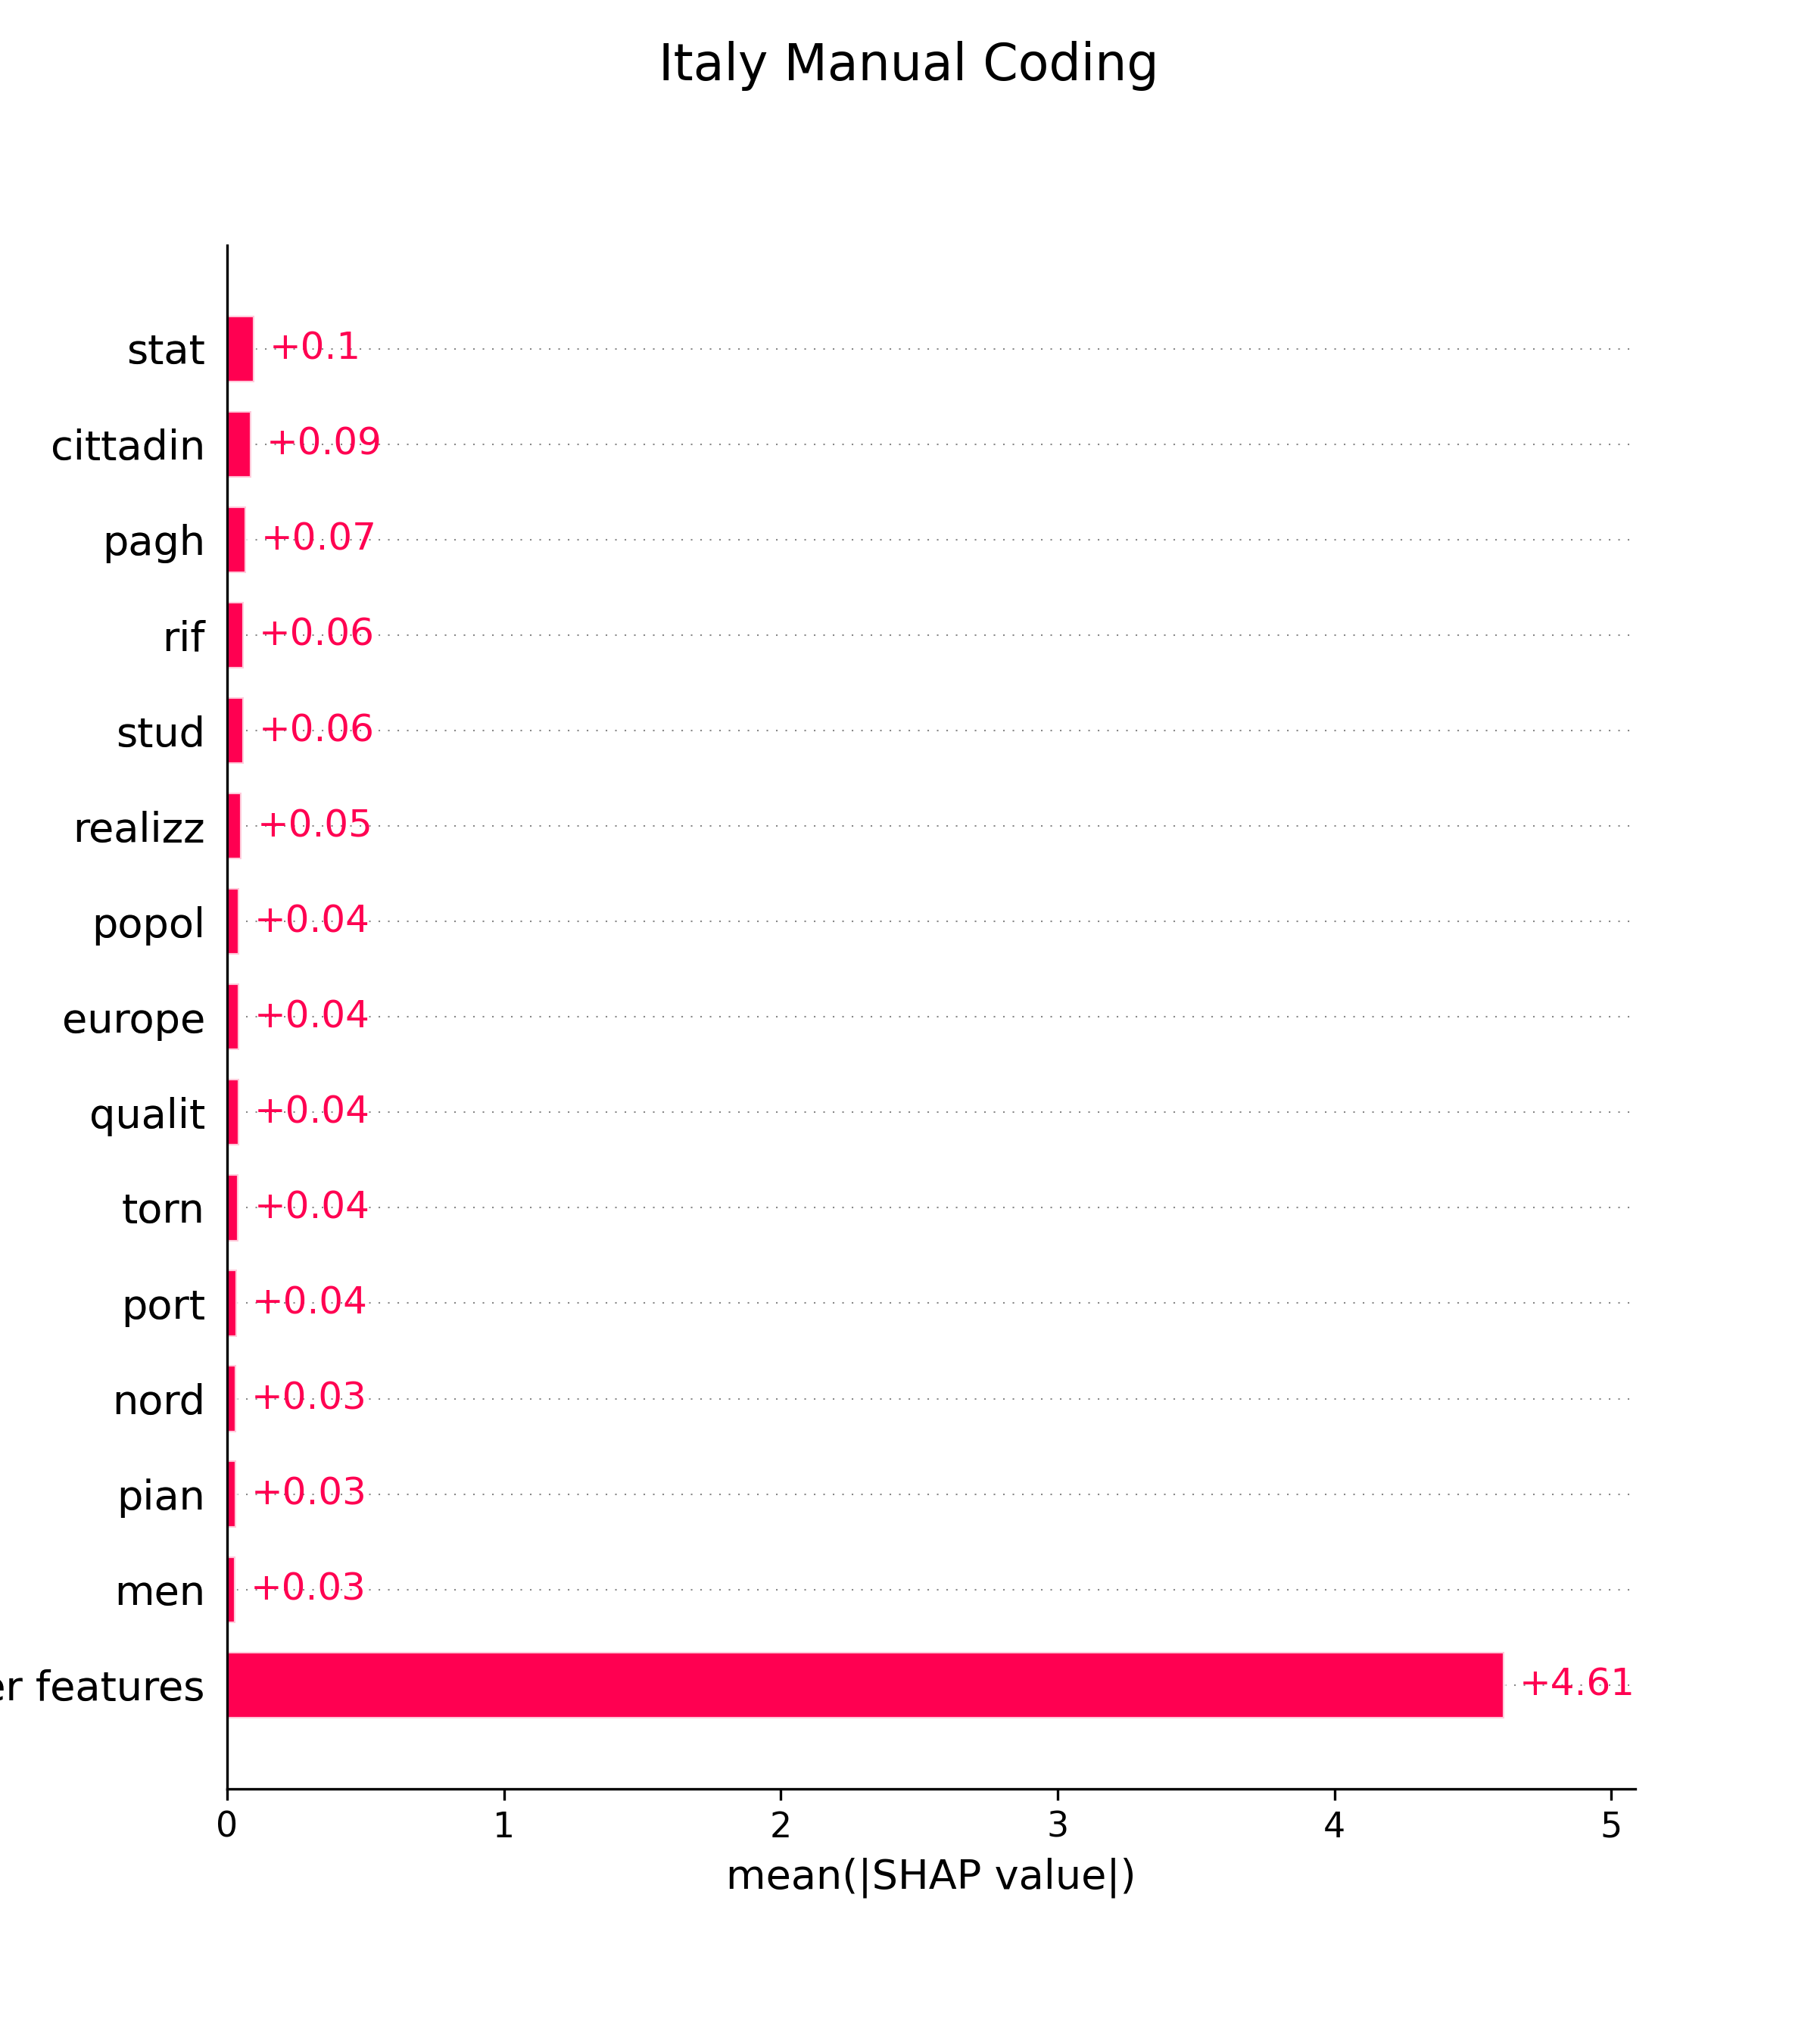 Italy Manual Coding
stat +0.1
cittadin +0.09
pagh +0.07
rif +0.06
stud +0.06
realizz +0.05
popol +0.04
europe +0.04
qualit +0.04
torn +0.04
port +0.04
nord +0.03
pian +0.03
men +0.03
features +4.61
0 1 2 3 4 5
mean(|SHAP value|)